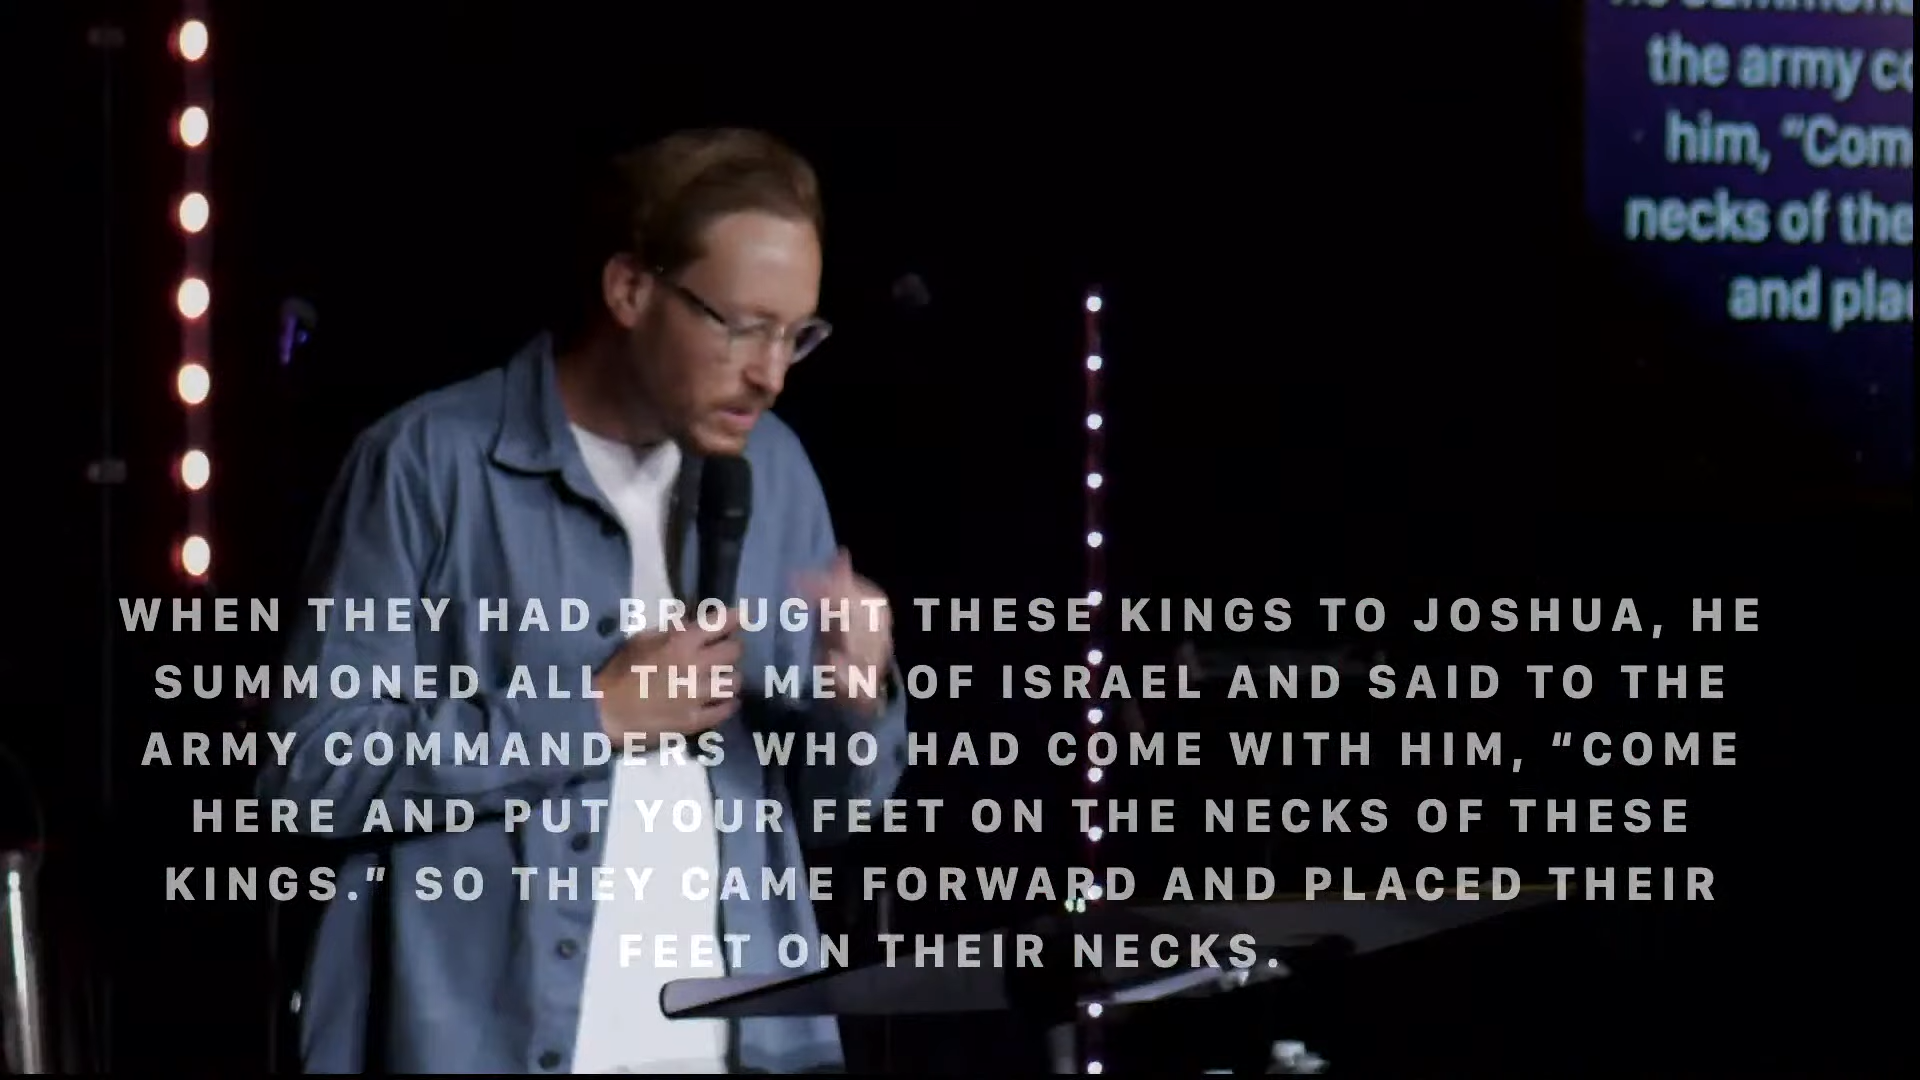 the army
him, “Com
necks of the
and
WHEN THEY HAD BROUGHT THESE KINGS TO JOSHUA, HE
SUMMONED ALL THE MEN OF ISRAEL AND SAID TO THE
ARMY COMMANDERS WHO HAD COME WITH HIM, “COME
HERE AND PUT YOUR FEET ON THE NECKS OF THESE
KINGS.” SO THEY CAME FORWARD AND PLACED THEIR
FEET ON THEIR NECKS.